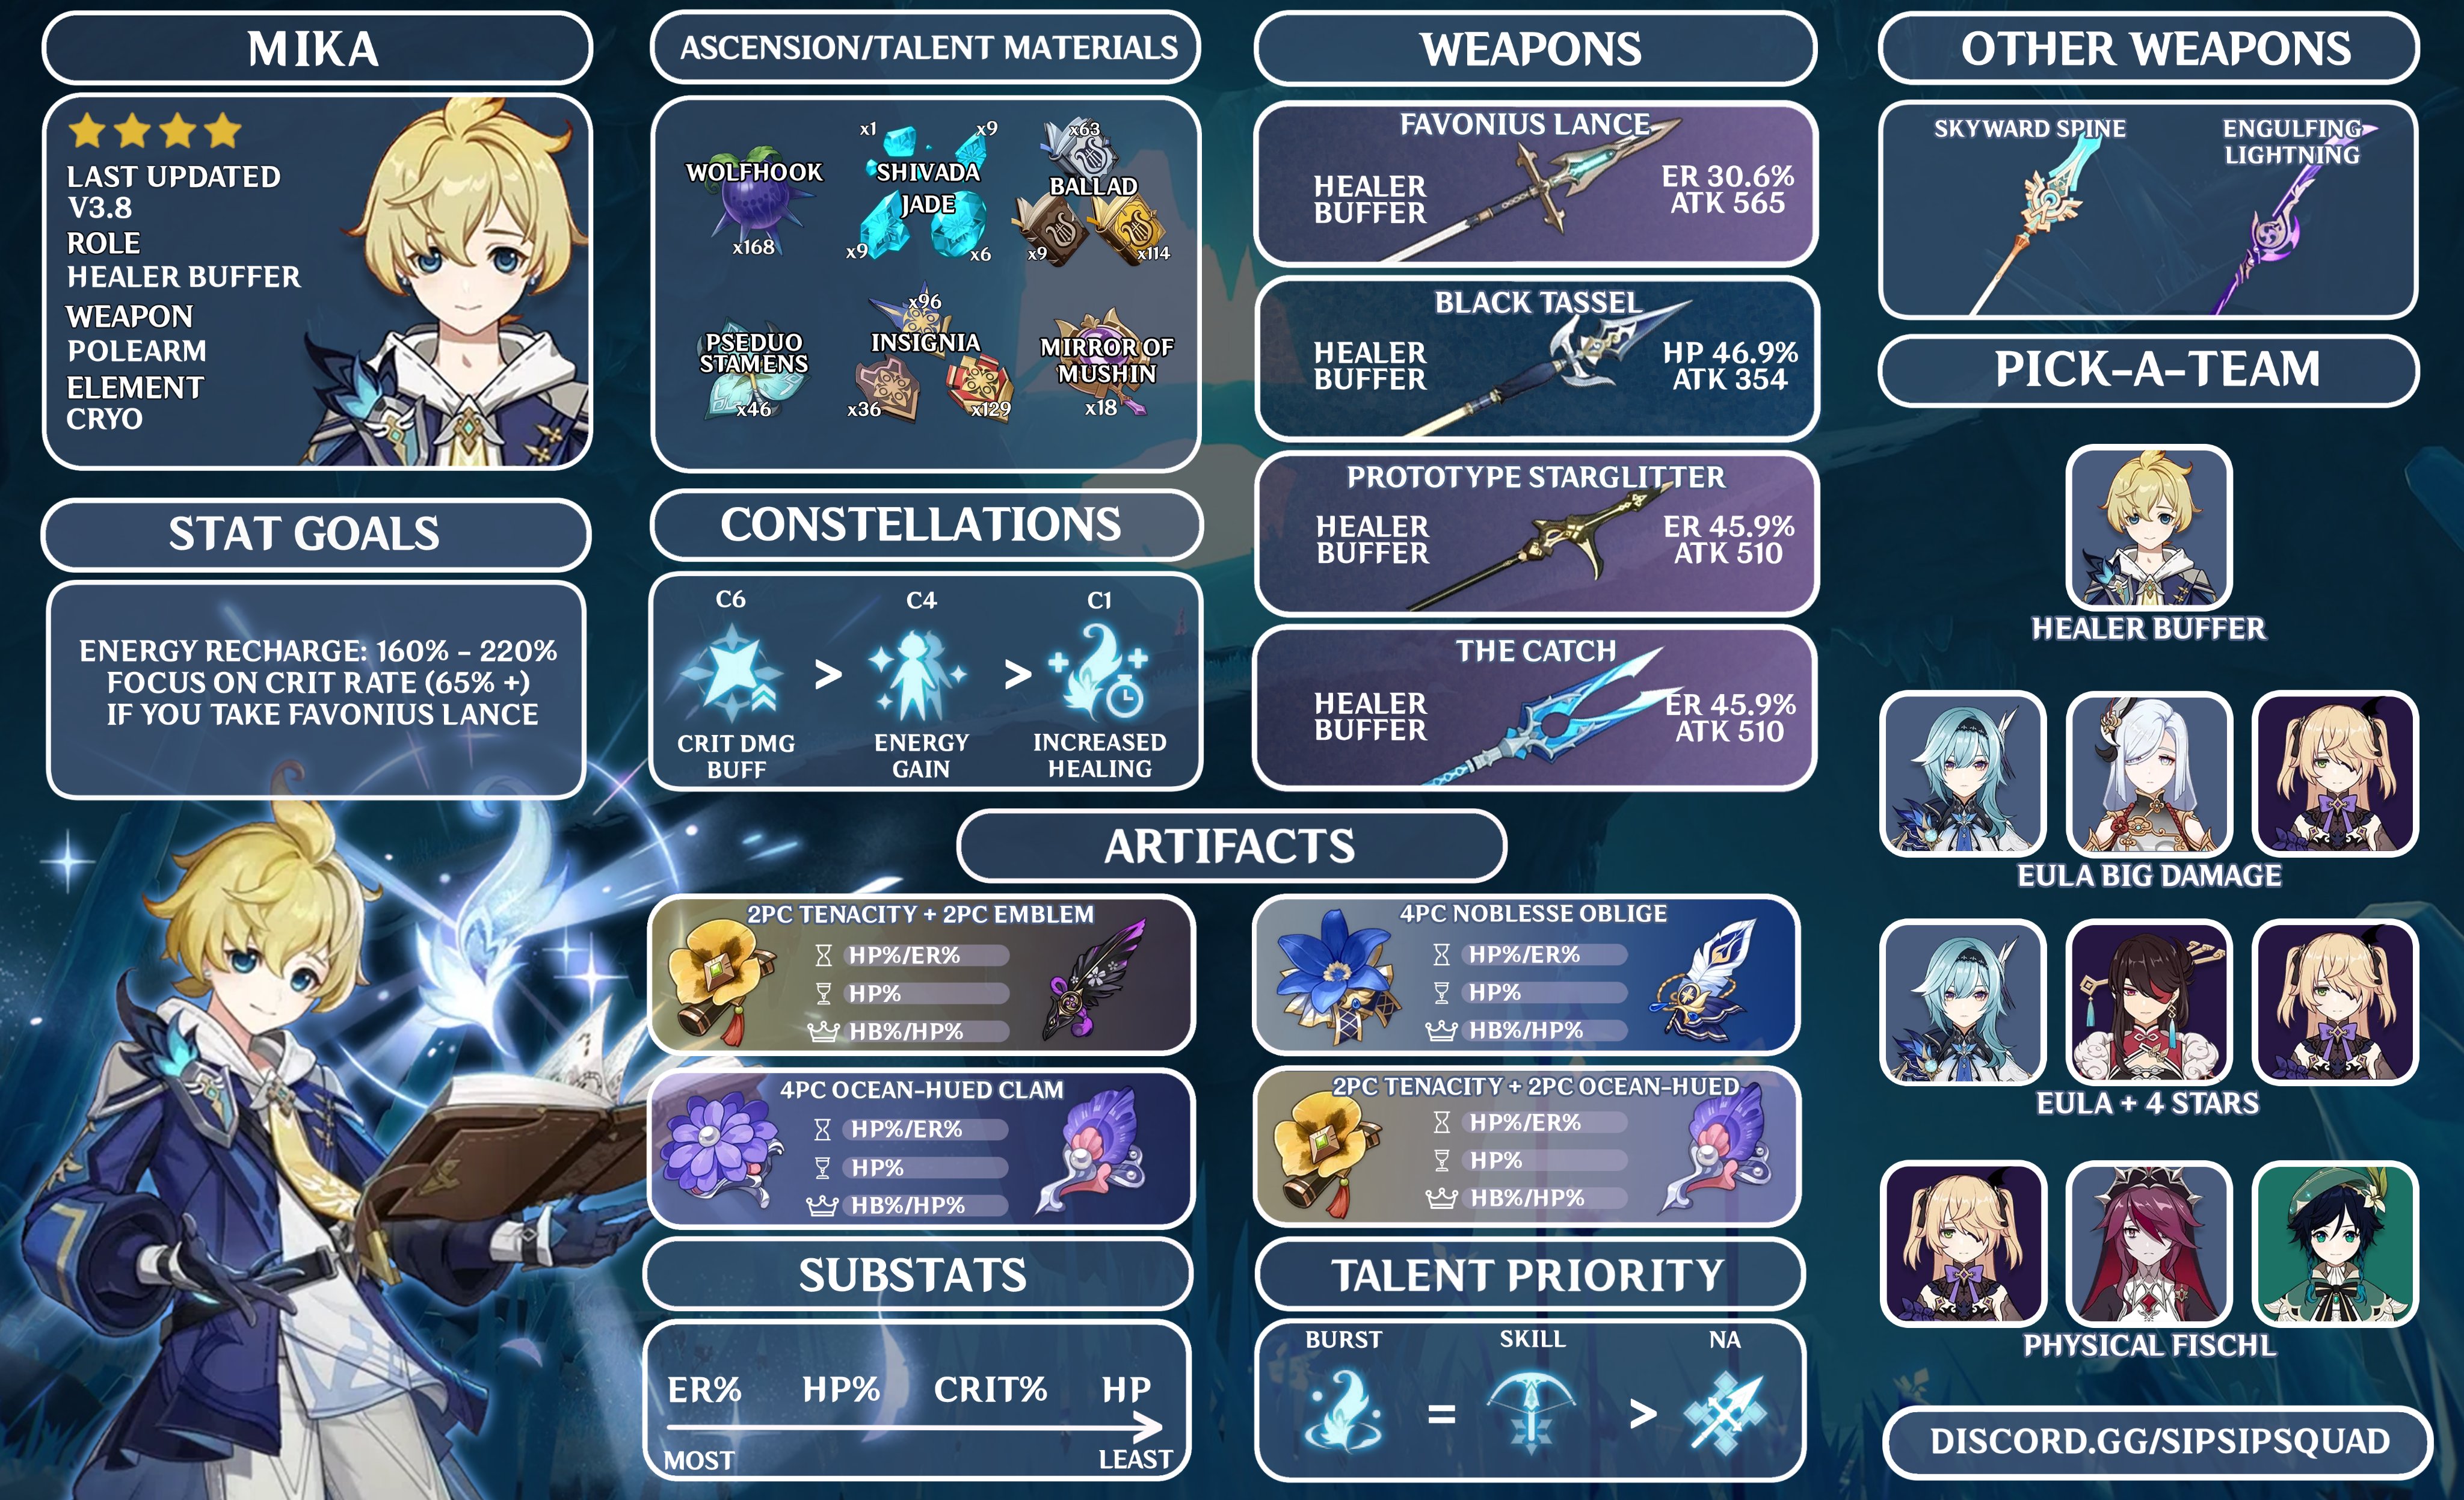 MIKA
LAST UPDATED
V3.8
ROLE
HEALER BUFFER
WEAPON
POLEARM
ELEMENT
CRYO
STAT GOALS
ENERGY RECHARGE: 160% - 220%
FOCUS ON CRIT RATE (65% +)
IF YOU TAKE FAVONIUS LANCE
ASCENSION/TALENT MATERIALS
WOLFHOOK
x168
x1
x9
SHIVADA
JADE
x9
x6
x63
BALLAD
x9
x114
PSEDUO
STAMENS
x46
x96
INSIGNIA
x36
x129
MIRROR OF
MUSHIN
x18
CONSTELLATIONS
C6
C4
C1
>
>
CRIT DMG
BUFF
ENERGY
GAIN
INCREASED
HEALING
WEAPONS
FAVONIUS LANCE
HEALER
BUFFER
ER 30.6%
ATK 565
BLACK TASSEL
HEALER
BUFFER
HP 46.9%
ATK 354
PROTOTYPE STARGLITTER
HEALER
BUFFER
ER 45.9%
ATK 510
THE CATCH
HEALER
BUFFER
ER 45.9%
ATK 510
ARTIFACTS
2PC TENACITY + 2PC EMBLEM
HP%/ER%
HP%
HB%/HP%
4PC NOBLESSE OBLIGE
HP%/ER%
HP%
HB%/HP%
4PC OCEAN-HUED CLAM
HP%/ER%
HP%
HB%/HP%
2PC TENACITY + 2PC OCEAN-HUED
HP%/ER%
HP%
HB%/HP%
SUBSTATS
ER% HP% CRIT% HP
MOST LEAST
TALENT PRIORITY
BURST SKILL NA
= >
OTHER WEAPONS
SKYWARD SPINE
ENGULFING
LIGHTNING
PICK-A-TEAM
HEALER BUFFER
EULA BIG DAMAGE
EULA + 4 STARS
PHYSICAL FISCHL
DISCORD.GG/SIPSIPSQUAD